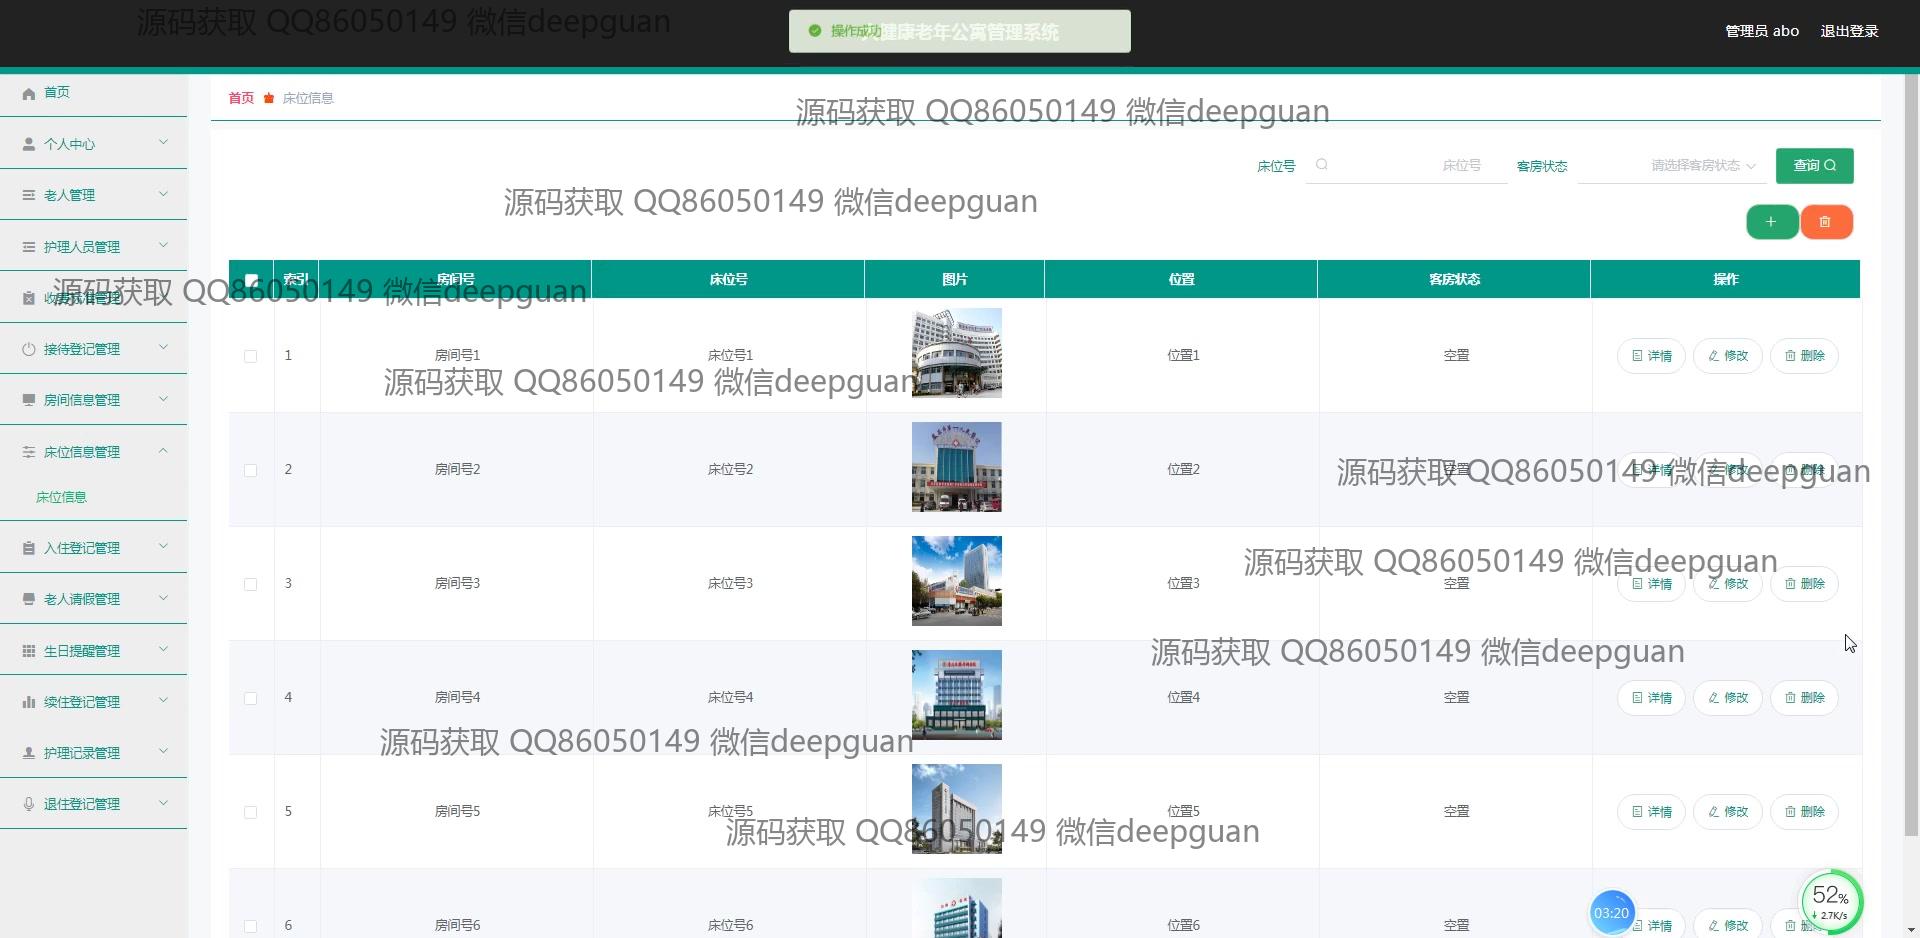 源码获取 QQ86050149 微信deepguan
操作成功
健康老年公寓管理系统
管理员 abo
退出登录
首页
个人中心
老人管理
护理人员管理
收费标准管理
接待登记管理
房间信息管理
床位信息管理
床位信息
入住登记管理
老人请假管理
生日提醒管理
续住登记管理
护理记录管理
退住登记管理
首页 床位信息
源码获取 QQ86050149 微信deepguan
床位号 床位号 客房状态 请选择客房状态 查询
源码获取 QQ86050149 微信deepguan
索引 房间号 床位号 图片 位置 客房状态 操作
源码获取 QQ86050149 微信deepguan
1 房间号1 床位号1 位置1 空置 详情 修改 删除
源码获取 QQ86050149 微信deepguan
2 房间号2 床位号2 位置2 空置 详情 修改 删除
源码获取 QQ86050149 微信deepguan
源码获取 QQ86050149 微信deepguan
3 房间号3 床位号3 位置3 空置 详情 修改 删除
源码获取 QQ86050149 微信deepguan
4 房间号4 床位号4 位置4 空置 详情 修改 删除
源码获取 QQ86050149 微信deepguan
5 房间号5 床位号5 位置5 空置 详情 修改 删除
源码获取 QQ86050149 微信deepguan
6 房间号6 床位号6 位置6 空置 详情 修改 删除
03:20
52%
2.7K/s